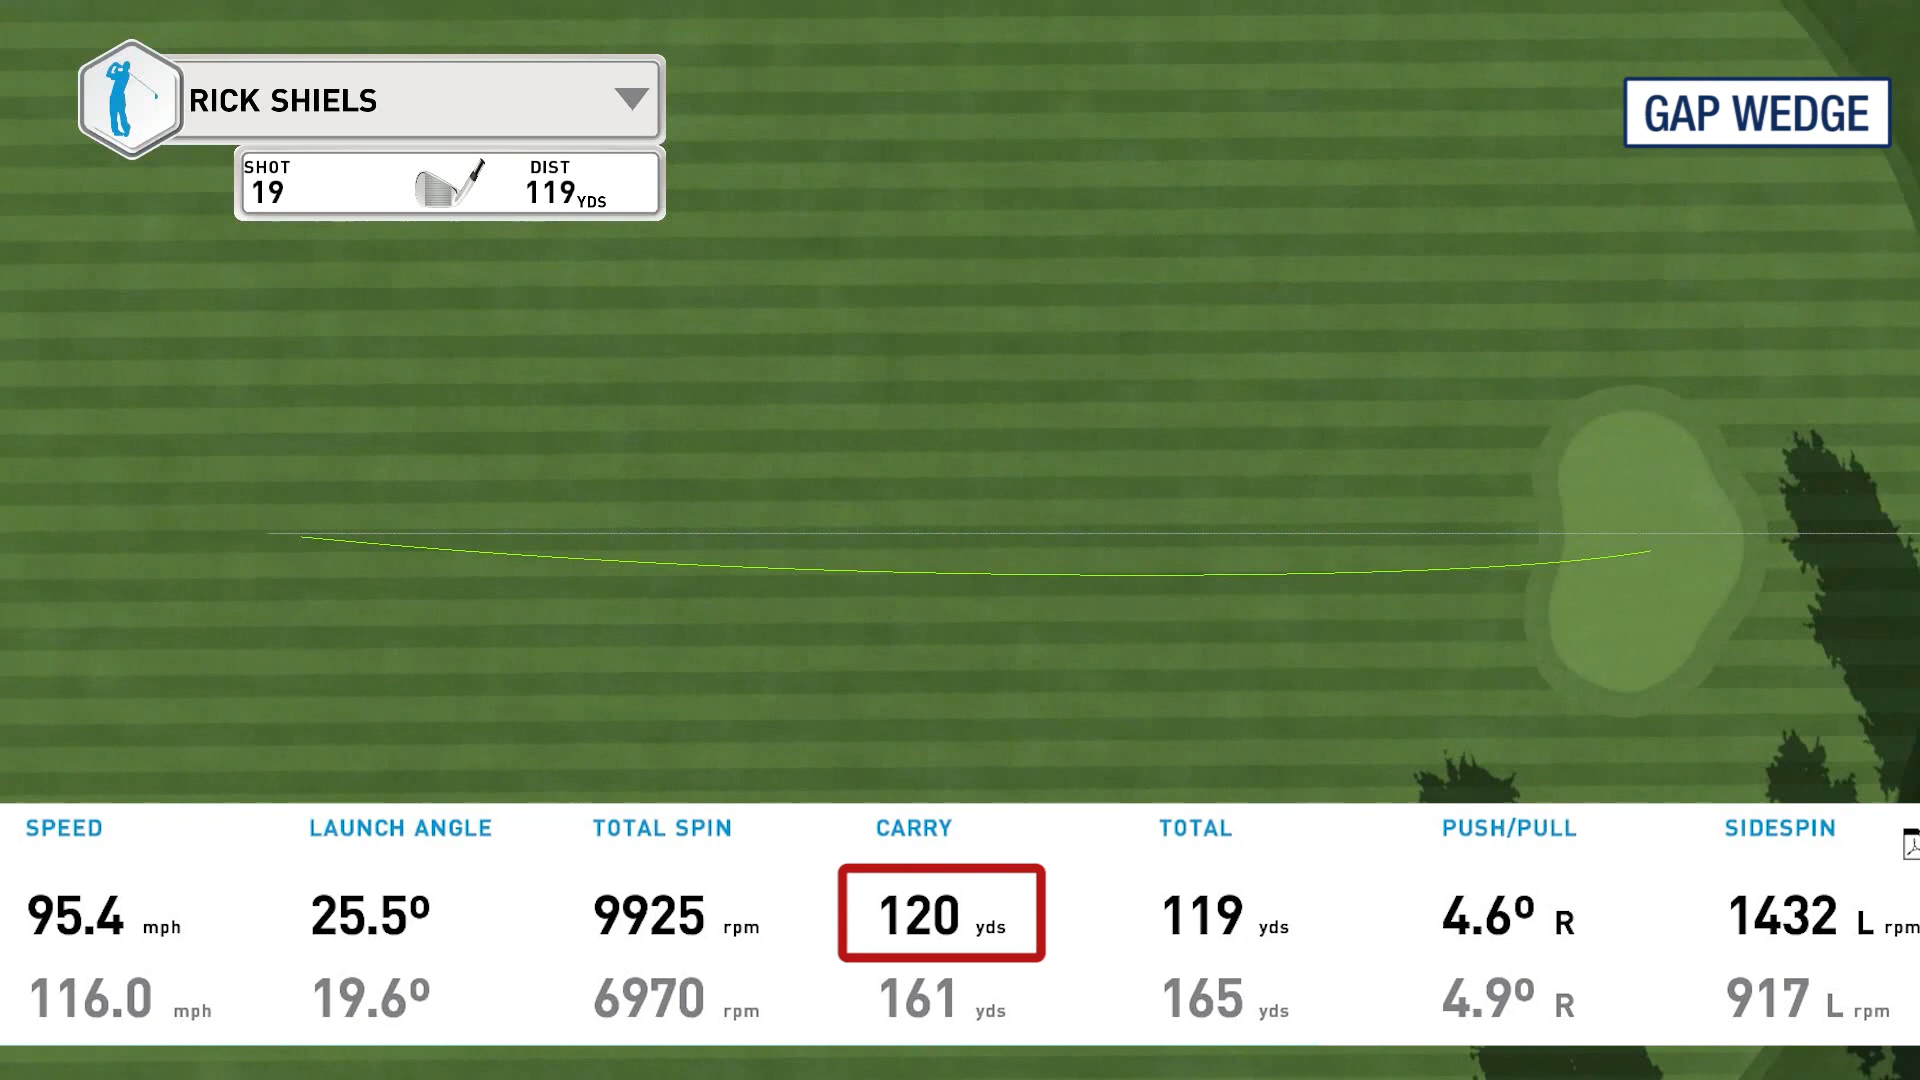 RICK SHIELS
GAP WEDGE
SHOT
19
DIST
119 YDS
SPEED LAUNCH ANGLE TOTAL SPIN CARRY TOTAL PUSH/PULL SIDESPIN
95.4 mph 25.5º 9925 rpm 120 yds 119 yds 4.6º R 1432 L rpm
116.0 mph 19.6º 6970 rpm 161 yds 165 yds 4.9º R 917 L rpm